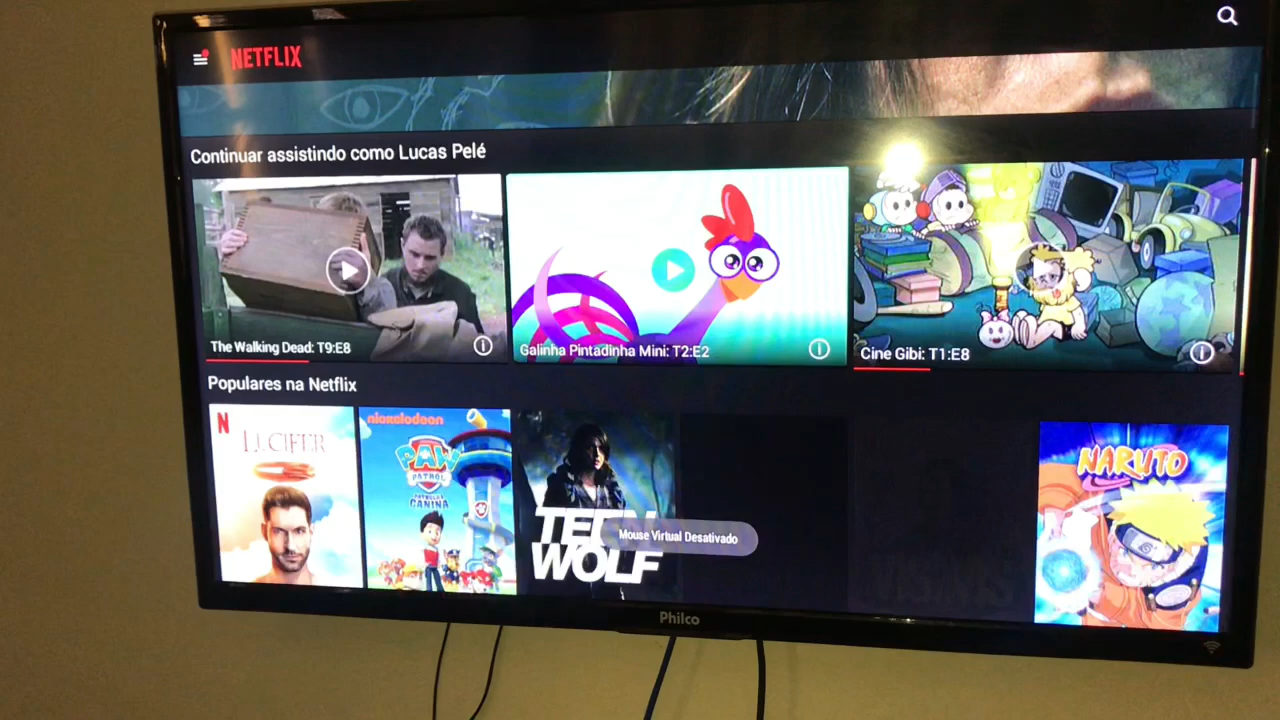 NETFLIX
Continuar assistindo como Lucas Pelé
The Walking Dead: T9:E8
Galinha Pintadinha Mini: T2:E2
Cine Gibi: T1:E8
Populares na Netflix
N
LUCIFER
nickelodeon
PAW
PATROL
PATRULHA
CANINA
TEEN
WOLF
Mouse Virtual Desativado
NARUTO
Philco